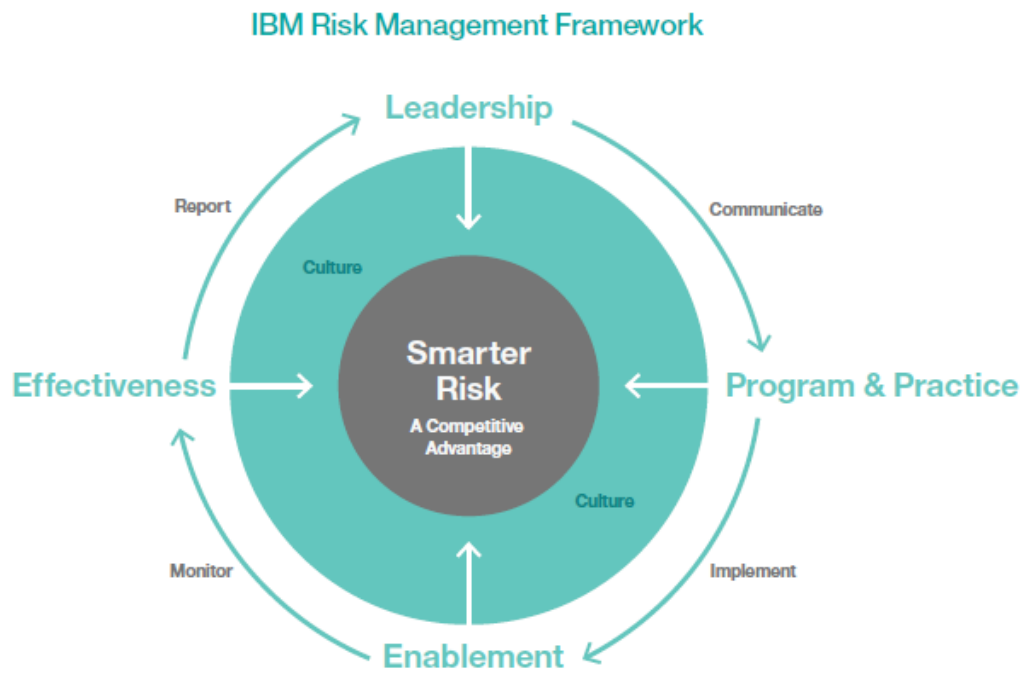 IBM Risk Management Framework
Leadership
Report
Communicate
Culture
Smarter
Risk
A Competitive
Advantage
Effectiveness
Program & Practice
Culture
Monitor
Implement
Enablement